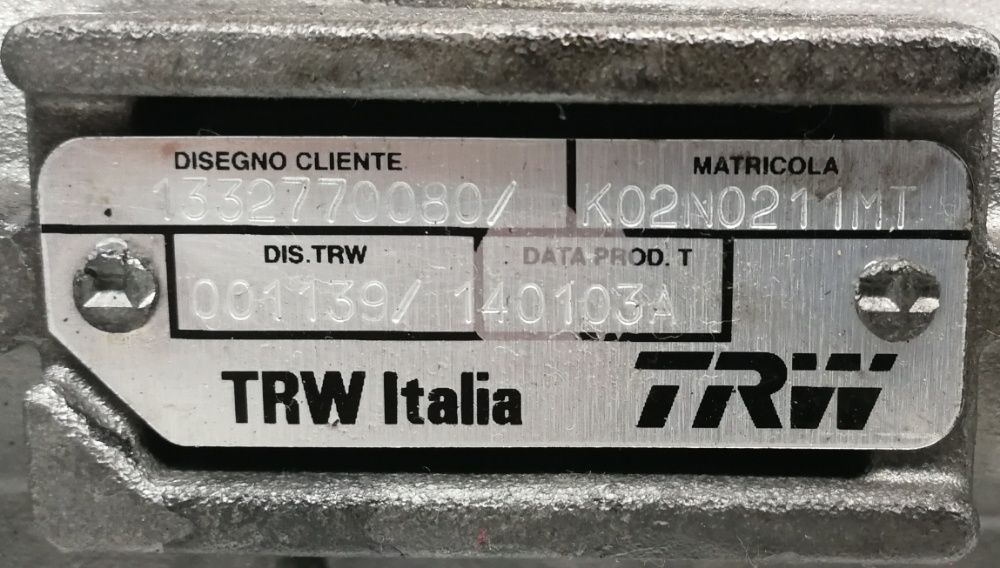 DISEGNO CLIENTE MATRICOLA
1332770080/ K02N0211MT
DIS.TRW DATA PROD. T
001139/ 140103A
TRW Italia TRW